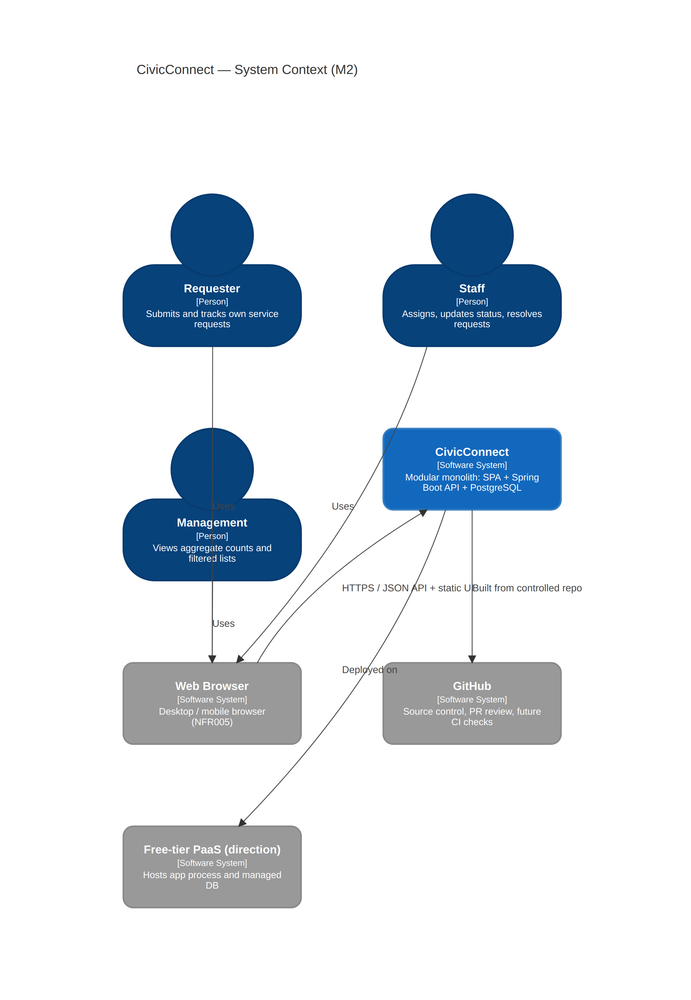 CivicConnect — System Context (M2)
Requester
[Person]
Submits and tracks own service
requests
Staff
[Person]
Assigns, updates status, resolves
requests
Management
[Person]
Views aggregate counts and
filtered lists
CivicConnect
[Software System]
Modular monolith: SPA + Spring
Boot API + PostgreSQL
Uses
Uses
HTTPS / JSON API + static UI
Built from controlled repo
Uses
Deployed on
Web Browser
[Software System]
Desktop / mobile browser
(NFR005)
GitHub
[Software System]
Source control, PR review, future
CI checks
Free-tier PaaS (direction)
[Software System]
Hosts app process and managed
DB